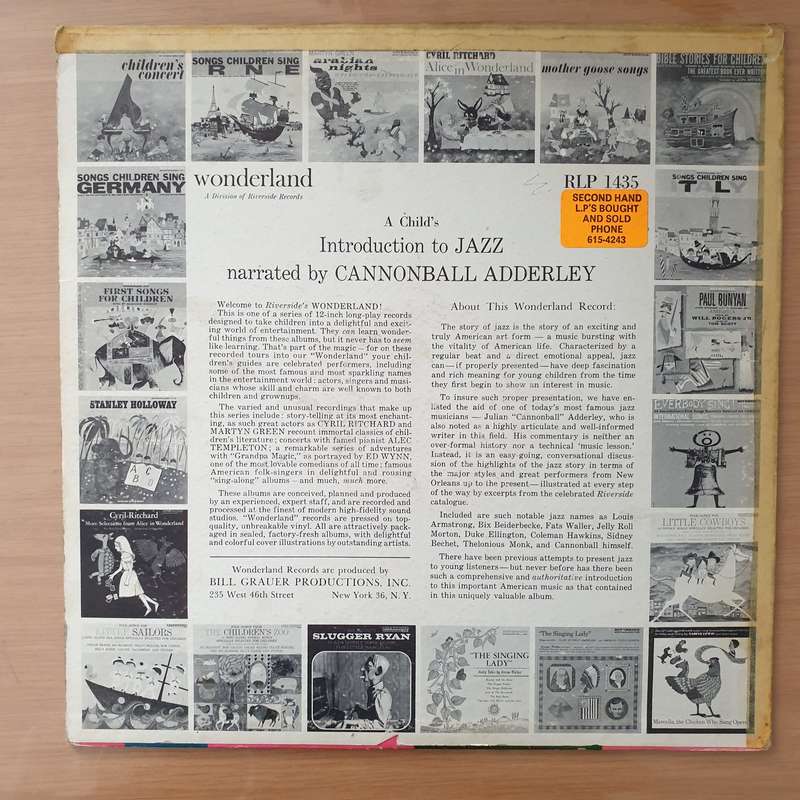 children's
concert
SONGS CHILDREN SING
arabian
nights
CYRIL RITCHARD
Alice in Wonderland
mother goose songs
BIBLE STORIES FOR CHILDREN
THE GREATEST BOOK EVER WRITTEN
SONGS CHILDREN SING
GERMANY
wonderland
A Division of Riverside Records
RLP 1435
SECOND HAND
L.P'S BOUGHT
AND SOLD
PHONE
615-4243
SONGS CHILDREN SING
ITALY
A Child's
Introduction to JAZZ
narrated by CANNONBALL ADDERLEY
FIRST SONGS
FOR CHILDREN
PAUL BUNYAN
WILL ROGERS JR.
TOM SCOTT
Welcome to Riverside's WONDERLAND!
This is one of a series of 12-inch long-play records
designed to take children into a delightful and excit-
ing world of entertainment. They can learn wonder-
ful things from these albums, but it never has to seem
like learning. That's part of the magic — for on these
recorded tours into our "Wonderland" your chil-
dren's guides are celebrated performers, including
some of the most famous and most sparkling names
in the entertainment world: actors, singers and musi-
cians whose skill and charm are well known to both
children and grownups.
The varied and unusual recordings that make up
this series include: story-telling at its most enchant-
ing, as such great actors as CYRIL RITCHARD and
MARTYN GREEN recount immortal classics of chil-
dren's literature; concerts with famed pianist ALEC
TEMPLETON; a remarkable series of adventures
with "Grandpa Magic," as portrayed by ED WYNN,
one of the most lovable comedians of all time; famous
American folk-singers in delightful and rousing
"sing-along" albums — and much, much more.
These albums are conceived, planned and produced
by an experienced, expert staff, and are recorded and
processed at the finest of modern high-fidelity sound
studios. "Wonderland" records are pressed on top-
quality, unbreakable vinyl. All are attractively pack-
aged in sealed, factory-fresh albums, with delightful
and colorful cover illustrations by outstanding artists.
Wonderland Records are produced by
BILL GRAUER PRODUCTIONS, INC.
235 West 46th Street New York 36, N. Y.
About This Wonderland Record:
The story of jazz is the story of an exciting and
truly American art form — a music bursting with
the vitality of American life. Characterized by a
regular beat and a direct emotional appeal, jazz
can — if properly presented — have deep fascination
and rich meaning for young children from the time
they first begin to show an interest in music.
To insure such proper presentation, we have en-
listed the aid of one of today's most famous jazz
musicians — Julian "Cannonball" Adderley, who is
also noted as a highly articulate and well-informed
writer in this field. His commentary is neither an
over-formal history nor a technical 'music lesson.'
Instead, it is an easy-going, conversational discus-
sion of the highlights of the jazz story in terms of
the major styles and great performers from New
Orleans up to the present — illustrated at every step
of the way by excerpts from the celebrated Riverside
catalogue.
Included are such notable jazz names as Louis
Armstrong, Bix Beiderbecke, Fats Waller, Jelly Roll
Morton, Duke Ellington, Coleman Hawkins, Sidney
Bechet, Thelonious Monk, and Cannonball himself.
There have been previous attempts to present jazz
to young listeners — but never before has there been
such a comprehensive and authoritative introduction
to this important American music as that contained
in this uniquely valuable album.
STANLEY HOLLOWAY
A C
B
EVERYBODY SING
INTERNATIONAL
Cyril Ritchard
More Selections from Alice in Wonderland
LITTLE COWBOYS
LITTLE SAILORS
THE CHILDREN'S ZOO
SLUGGER RYAN
"THE SINGING
LADY"
"The Singing Lady"
Marcella, the Chicken Who Sang Opera